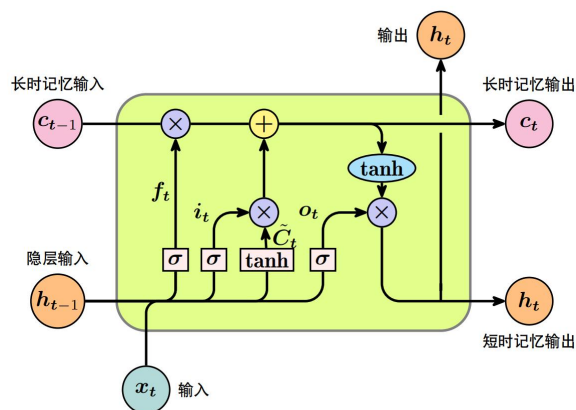 输出
h_t
长时记忆输入
长时记忆输出
c_{t-1}
×
+
c_t
tanh
f_t
i_t
×
o_t
×
C̃_t
隐层输入
σ
σ
tanh
σ
h_{t-1}
h_t
短时记忆输出
x_t
输入